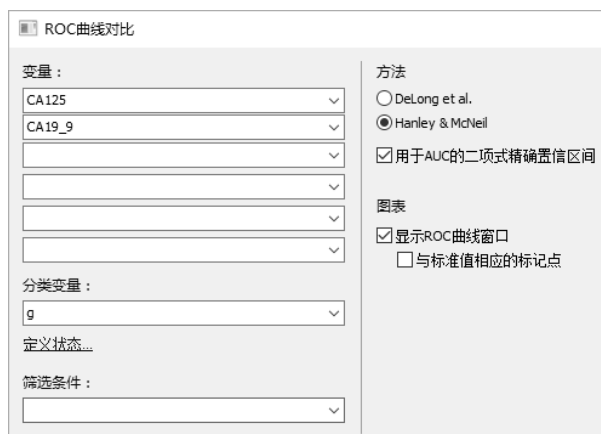 ROC曲线对比
变量：
CA125
CA19_9
分类变量：
g
定义状态...
筛选条件：
方法
DeLong et al.
Hanley & McNeil
用于AUC的二项式精确置信区间
图表
显示ROC曲线窗口
与标准值相应的标记点